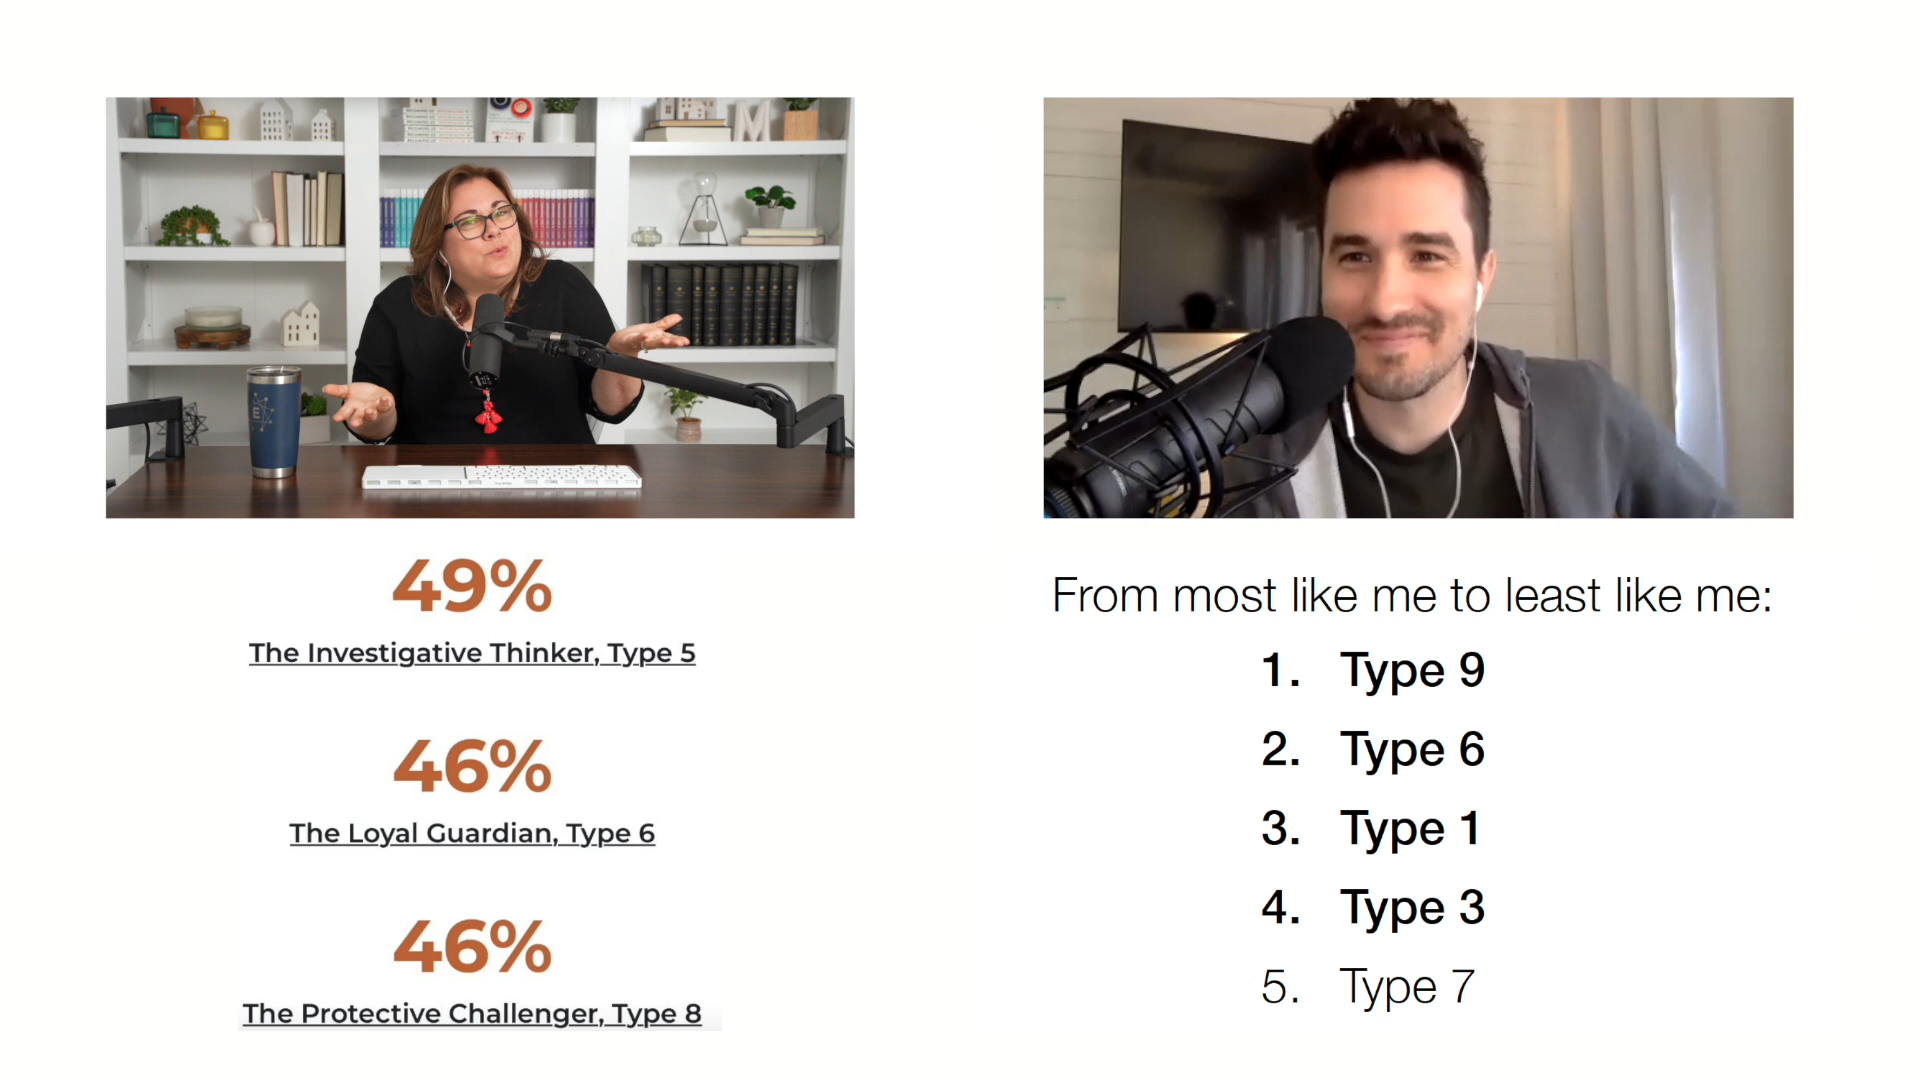 M
E
49%
The Investigative Thinker, Type 5
46%
The Loyal Guardian, Type 6
46%
The Protective Challenger, Type 8
From most like me to least like me:
1. Type 9
2. Type 6
3. Type 1
4. Type 3
5. Type 7